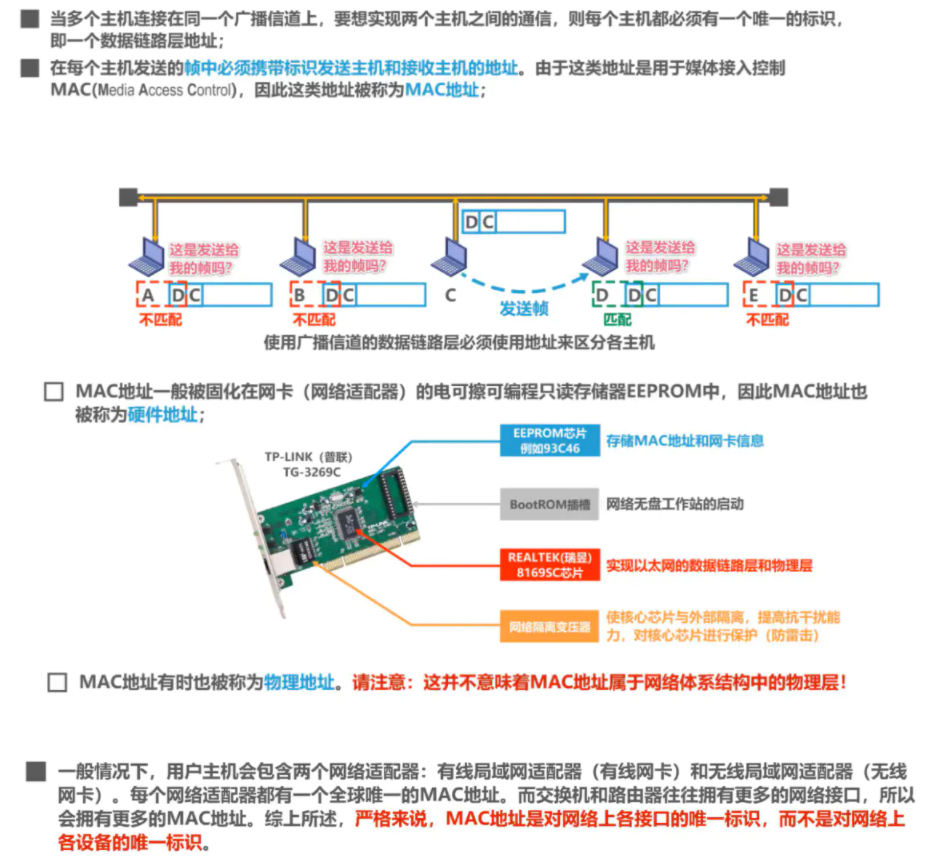 当多个主机连接在同一个广播信道上，要想实现两个主机之间的通信，则每个主机都必须有一个唯一的标识，
即一个数据链路层地址；
在每个主机发送的帧中必须携带标识发送主机和接收主机的地址。由于这类地址是用于媒体接入控制
MAC(Media Access Control)，因此这类地址被称为MAC地址；
D C
这是发送给
我的帧吗？
这是发送给
我的帧吗？
这是发送给
我的帧吗？
这是发送给
我的帧吗？
A D C
B D C
C
D D C
E D C
发送帧
不匹配
不匹配
匹配
不匹配
使用广播信道的数据链路层必须使用地址来区分各主机
MAC地址一般被固化在网卡（网络适配器）的电可擦可编程只读存储器EEPROM中，因此MAC地址也
被称为硬件地址；
TP-LINK（普联）
TG-3269C
EEPROM芯片
例如93C46
存储MAC地址和网卡信息
BootROM插槽
网络无盘工作站的启动
REALTEK(瑞昱)
8169SC芯片
实现以太网的数据链路层和物理层
网络隔离变压器
使核心芯片与外部隔离，提高抗干扰能
力，对核心芯片进行保护（防雷击）
MAC地址有时也被称为物理地址。请注意：这并不意味着MAC地址属于网络体系结构中的物理层！
一般情况下，用户主机会包含两个网络适配器：有线局域网适配器（有线网卡）和无线局域网适配器（无线
网卡）。每个网络适配器都有一个全球唯一的MAC地址。而交换机和路由器往往拥有更多的网络接口，所以
会拥有更多的MAC地址。综上所述，严格来说，MAC地址是对网络上各接口的唯一标识，而不是对网络上
各设备的唯一标识。